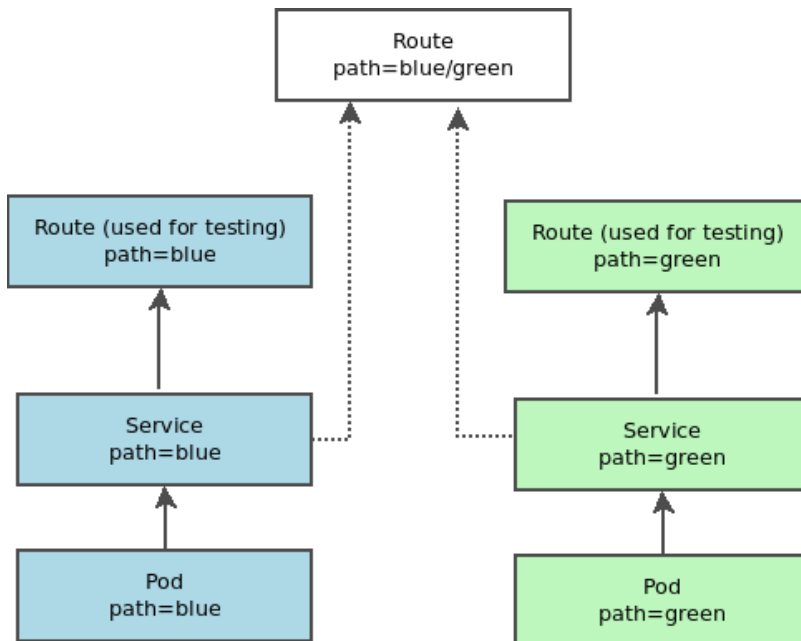 Route
path=blue/green
Route (used for testing)
path=blue
Route (used for testing)
path=green
Service
path=blue
Service
path=green
Pod
path=blue
Pod
path=green